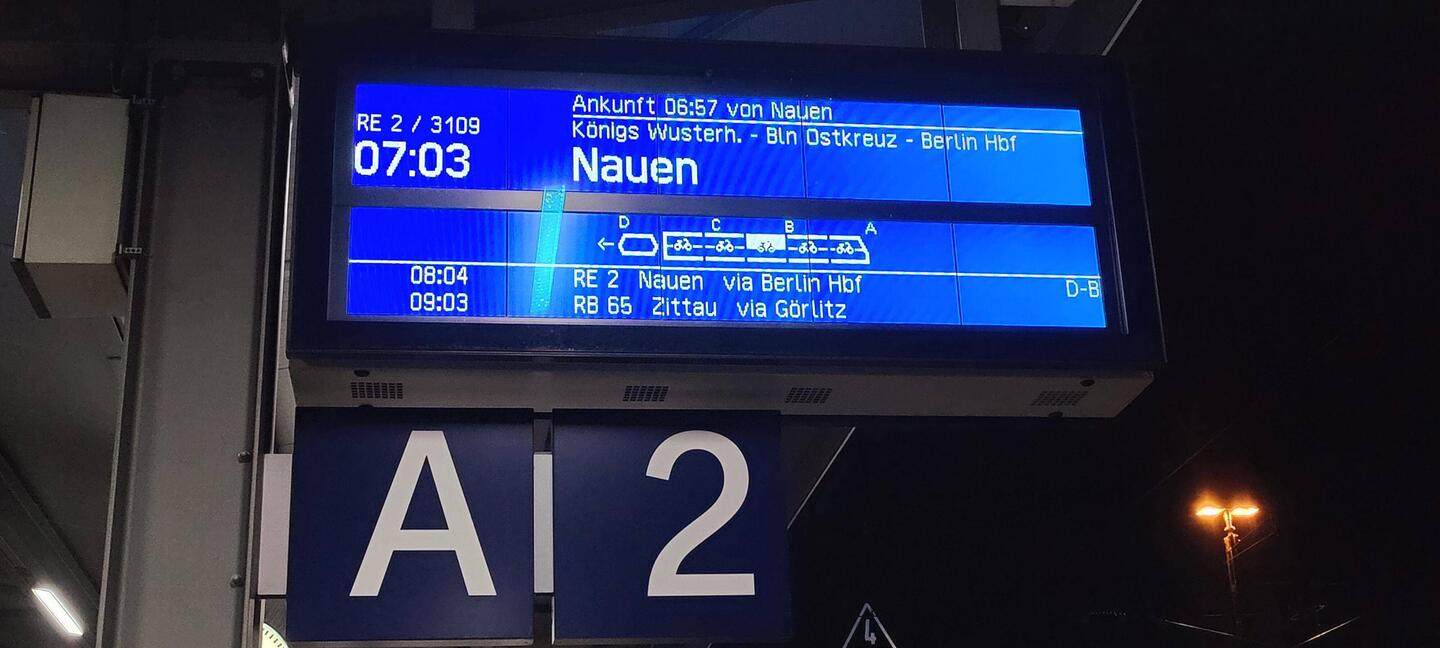 Ankunft 06:57 von Nauen
RE 2 / 3109
Königs Wusterh. - Bln Ostkreuz - Berlin Hbf
07:03 Nauen
D C B A
08:04 RE 2 Nauen via Berlin Hbf D-B
09:03 RB 65 Zittau via Görlitz
A 2
4